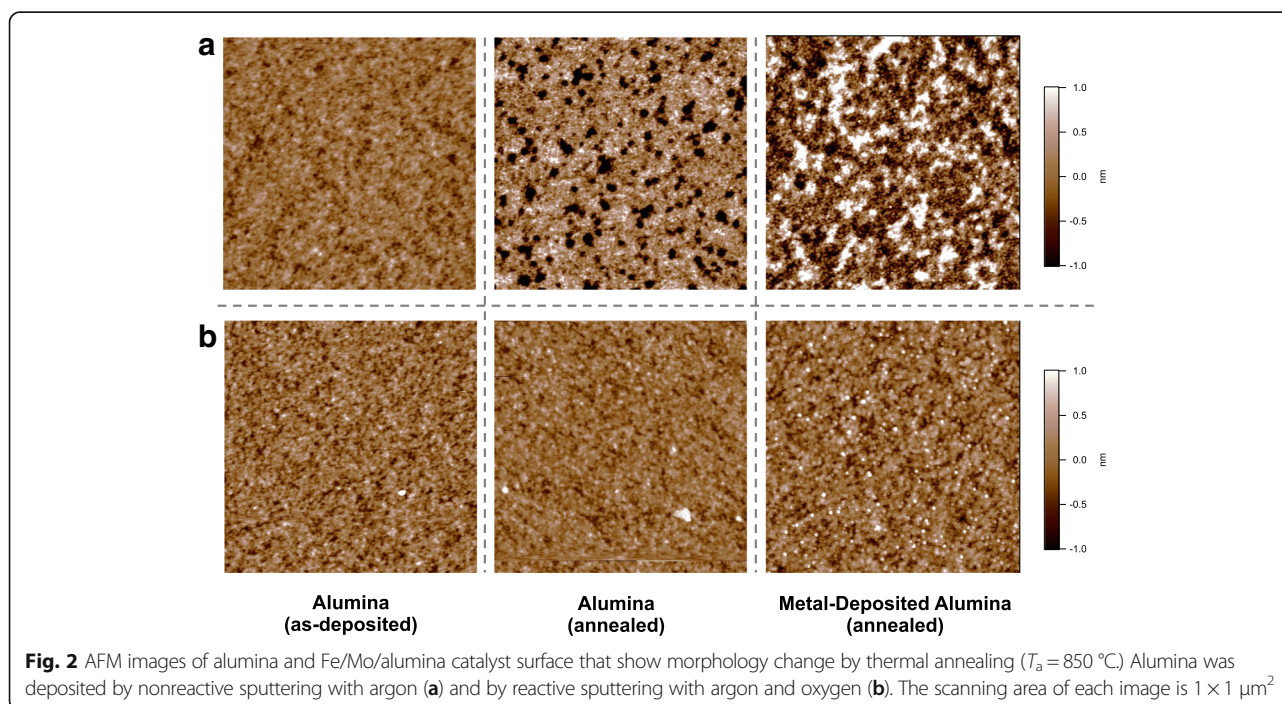 a
1.0
0.5
0.0
-0.5
-1.0
nm
b
1.0
0.5
0.0
-0.5
-1.0
nm
Alumina
(as-deposited)
Alumina
(annealed)
Metal-Deposited Alumina
(annealed)
Fig. 2 AFM images of alumina and Fe/Mo/alumina catalyst surface that show morphology change by thermal annealing (Ta = 850 °C.) Alumina was
deposited by nonreactive sputtering with argon (a) and by reactive sputtering with argon and oxygen (b). The scanning area of each image is 1 × 1 μm²